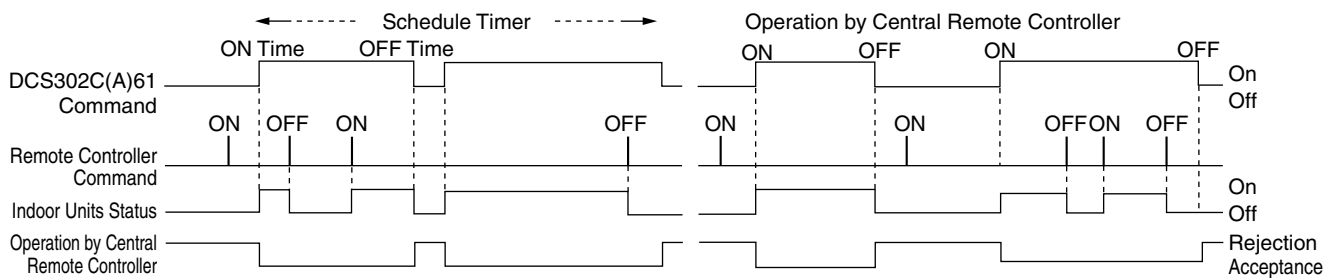 Schedule Timer Operation by Central Remote Controller
ON Time OFF Time ON OFF ON OFF
DCS302C(A)61
Command
On
Off
ON OFF ON OFF ON ON OFF ON OFF
Remote Controller
Command
Indoor Units Status
On
Off
Operation by Central
Remote Controller
Rejection
Acceptance